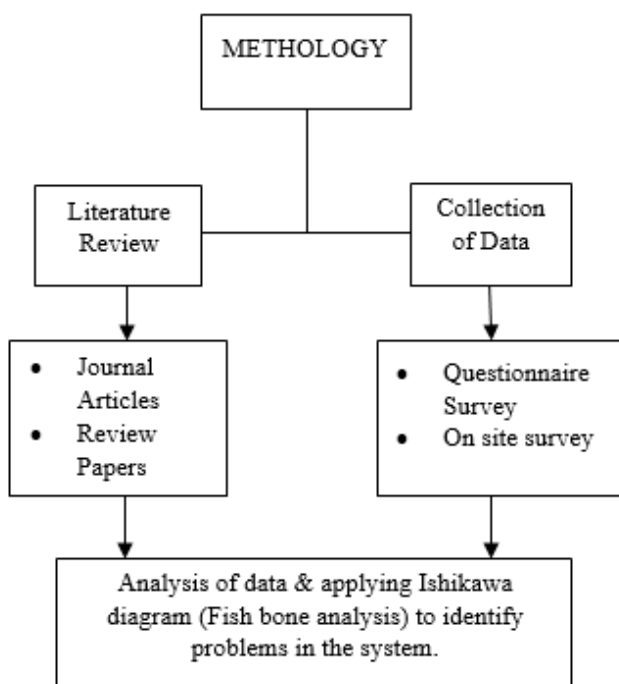 METHOLOGY
Literature
Review
Collection
of Data
• Journal
Articles
• Review
Papers
• Questionnaire
Survey
• On site survey
Analysis of data & applying Ishikawa
diagram (Fish bone analysis) to identify
problems in the system.